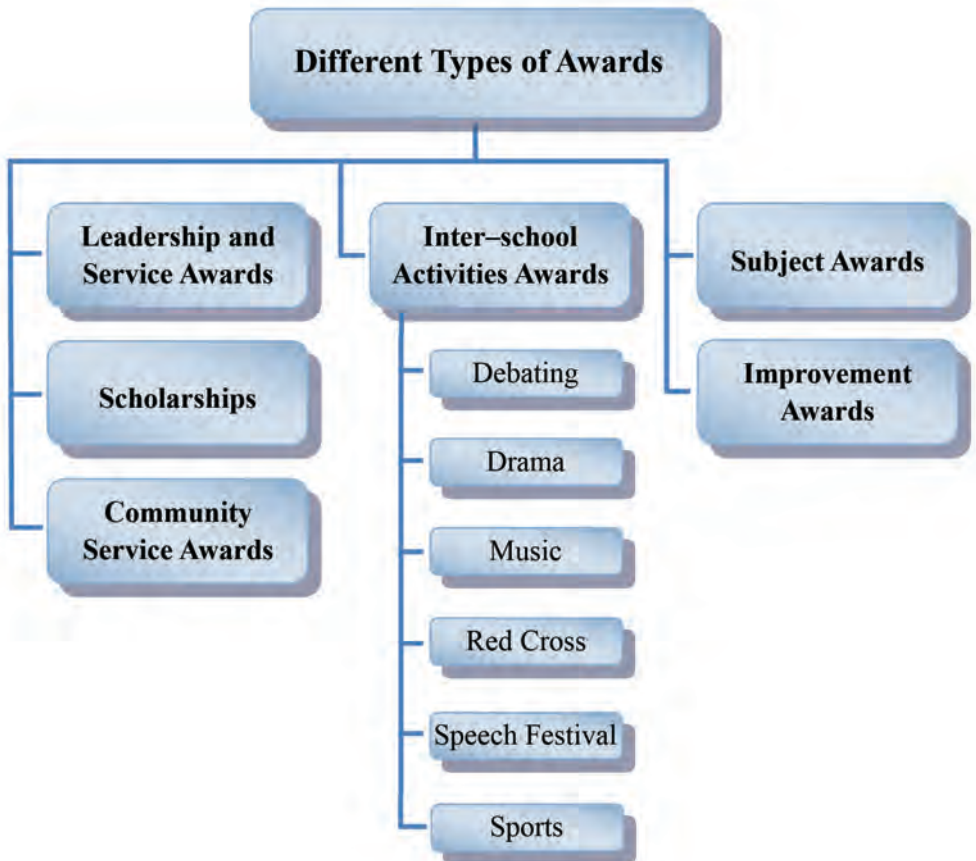 Different Types of Awards
Leadership and
Service Awards
Scholarships
Community
Service Awards
Inter–school
Activities Awards
Debating
Drama
Music
Red Cross
Speech Festival
Sports
Subject Awards
Improvement
Awards